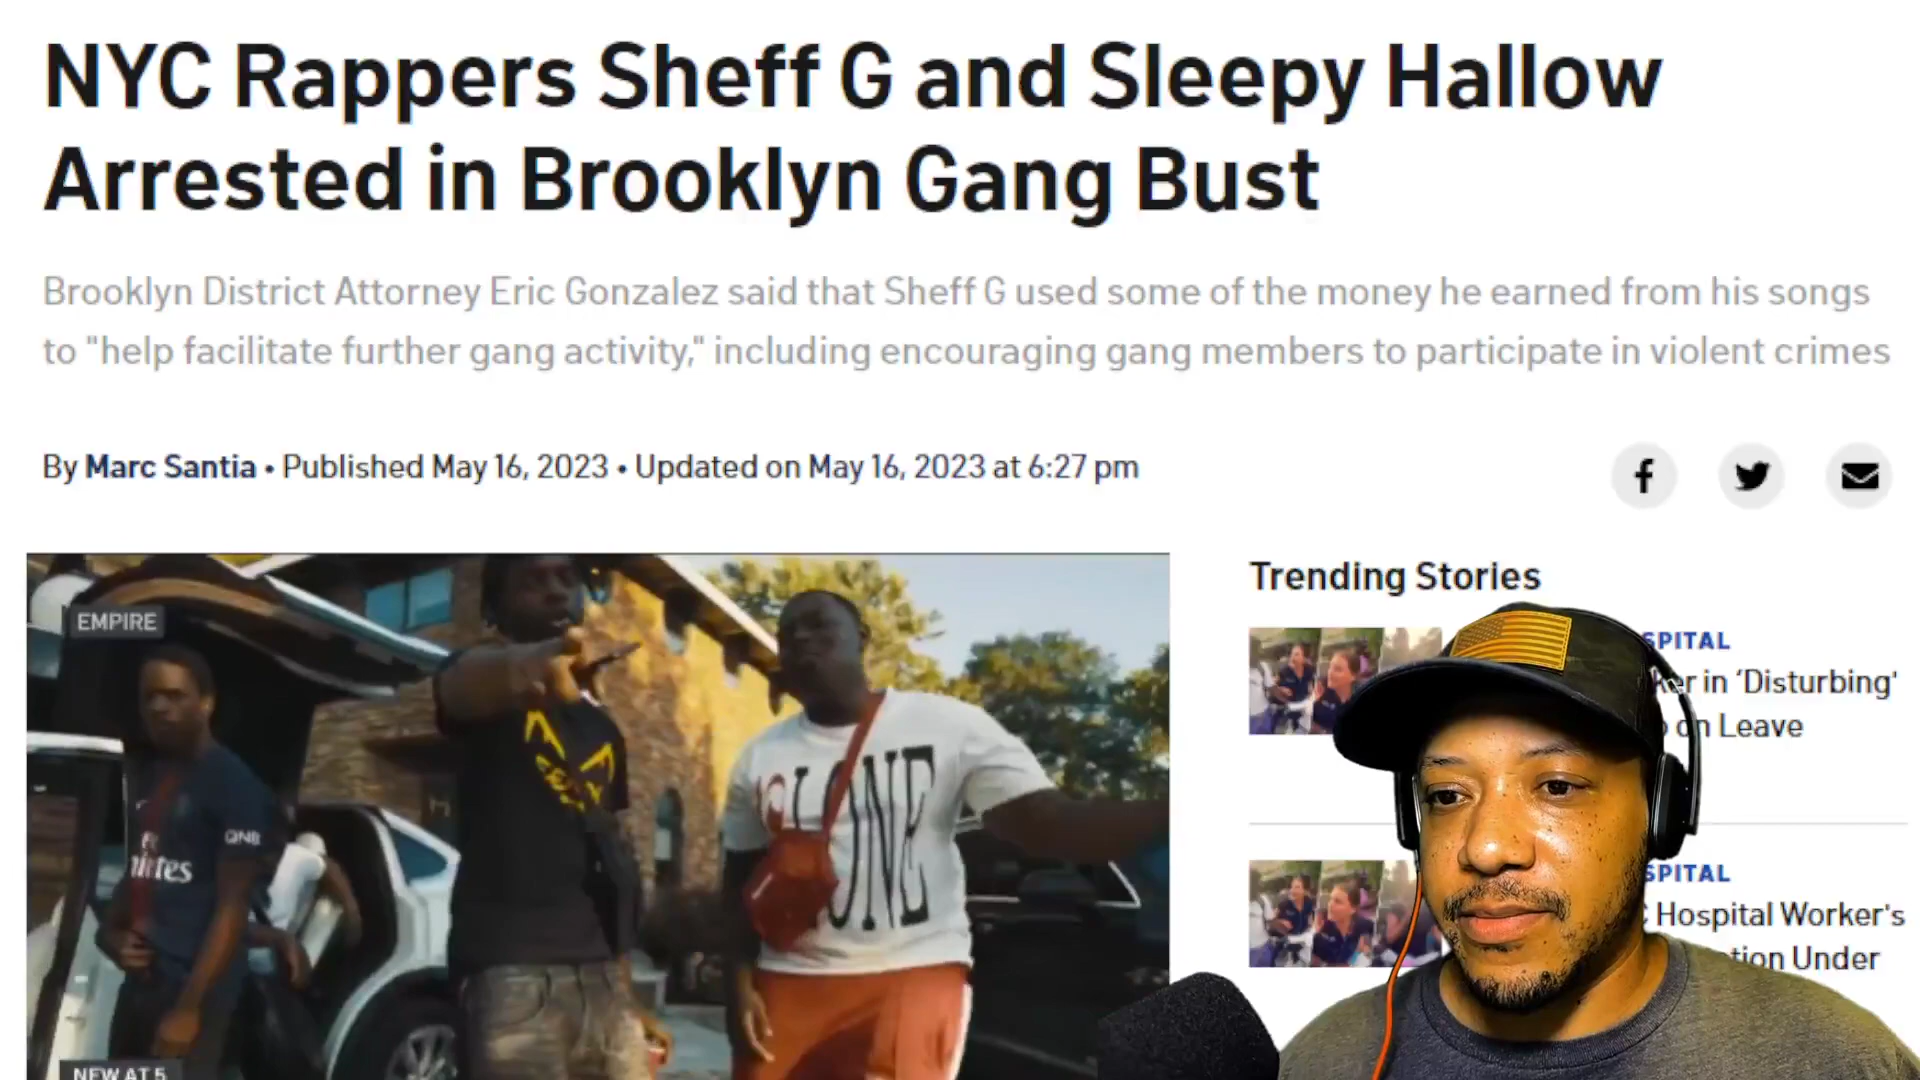 NYC Rappers Sheff G and Sleepy Hallow
Arrested in Brooklyn Gang Bust
Brooklyn District Attorney Eric Gonzalez said that Sheff G used some of the money he earned from his songs
to "help facilitate further gang activity," including encouraging gang members to participate in violent crimes
By Marc Santia • Published May 16, 2023 • Updated on May 16, 2023 at 6:27 pm
Trending Stories
EMPIRE
SPITAL
in ‘Disturbing'
on Leave
QNB
SPITAL
Hospital Worker's
Under
NEW AT 5